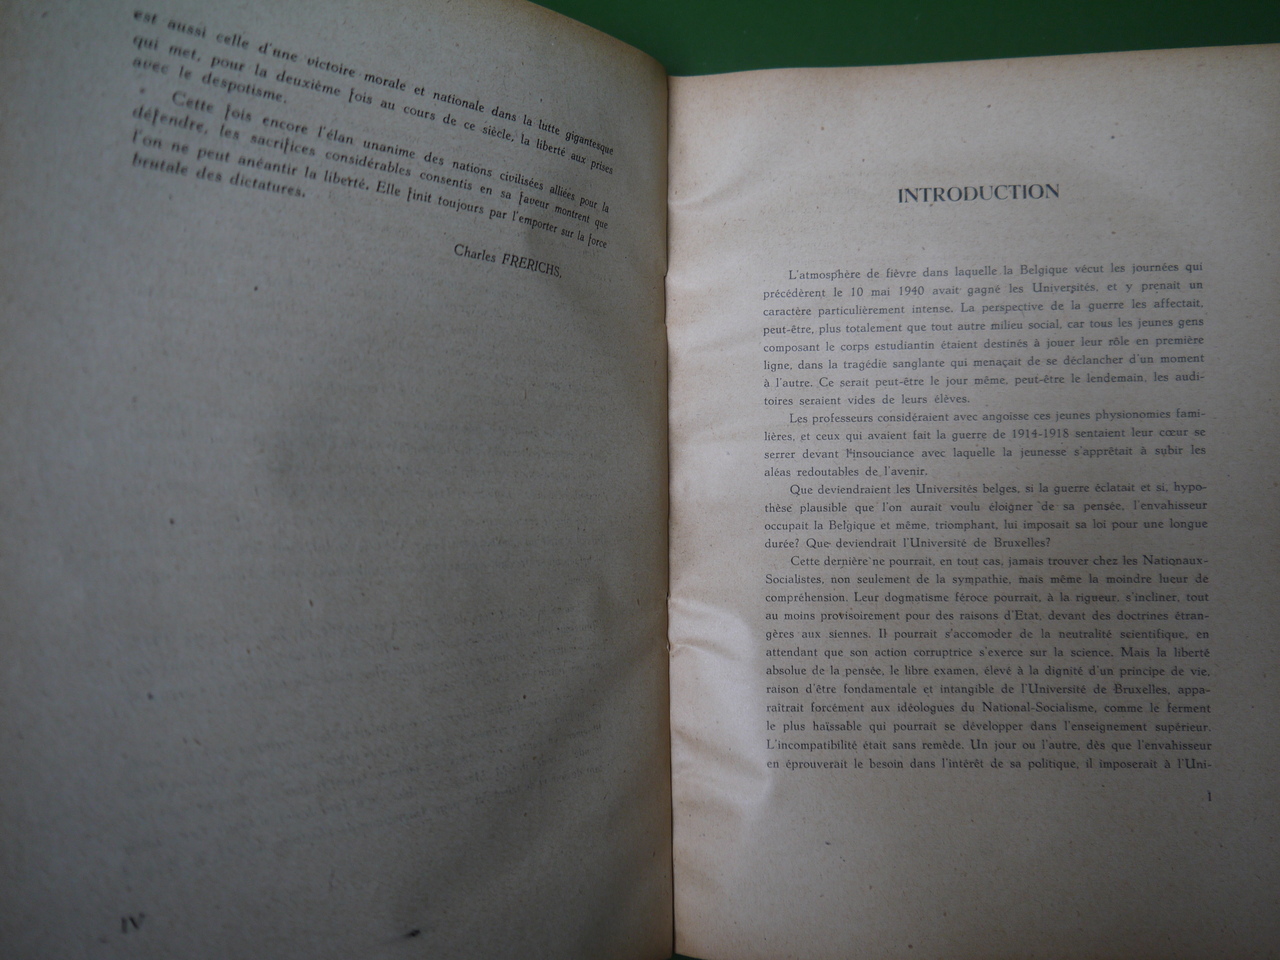 est aussi celle d'une victoire morale et nationale dans la lutte gigantesque
qui met, pour la deuxième fois au cours de ce siècle, la liberté aux prises
avec le despotisme.
Cette fois encore l'élan unanime des nations civilisées alliées pour la
défendre, les sacrifices considérables consentis en sa faveur montrent que
l'on ne peut anéantir la liberté. Elle finit toujours par l'emporter sur la force
brutale des dictatures.
Charles FRERICHS.
IV
INTRODUCTION
L'atmosphère de fièvre dans laquelle la Belgique vécut les journées qui
précédèrent le 10 mai 1940 avait gagné les Universités, et y prenait un
caractère particulièrement intense. La perspective de la guerre les affectait,
peut-être, plus totalement que tout autre milieu social, car tous les jeunes gens
composant le corps estudiantin étaient destinés à jouer leur rôle en première
ligne, dans la tragédie sanglante qui menaçait de se déclancher d'un moment
à l'autre. Ce serait peut-être le jour même, peut-être le lendemain, les audi-
toires seraient vides de leurs élèves.
Les professeurs considéraient avec angoisse ces jeunes physionomies fami-
lières, et ceux qui avaient fait la guerre de 1914-1918 sentaient leur cœur se
serrer devant l'insouciance avec laquelle la jeunesse s'apprêtait à subir les
aléas redoutables de l'avenir.
Que deviendraient les Universités belges, si la guerre éclatait et si, hypo-
thèse plausible que l'on aurait voulu éloigner de sa pensée, l'envahisseur
occupait la Belgique et même, triomphant, lui imposait sa loi pour une longue
durée? Que deviendrait l'Université de Bruxelles?
Cette dernière ne pourrait, en tout cas, jamais trouver chez les Nationaux-
Socialistes, non seulement de la sympathie, mais même la moindre lueur de
compréhension. Leur dogmatisme féroce pourrait, à la rigueur, s'incliner, tout
au moins provisoirement pour des raisons d'Etat, devant des doctrines étran-
gères aux siennes. Il pourrait s'accomoder de la neutralité scientifique, en
attendant que son action corruptrice s'exerce sur la science. Mais la liberté
absolue de la pensée, le libre examen, élevé à la dignité d'un principe de vie,
raison d'être fondamentale et intangible de l'Université de Bruxelles, appa-
raîtrait forcément aux idéologues du National-Socialisme, comme le ferment
le plus haïssable qui pourrait se développer dans l'enseignement supérieur.
L'incompatibilité était sans remède. Un jour ou l'autre, dès que l'envahisseur
en éprouverait le besoin dans l'intérêt de sa politique, il imposerait à l'Uni-
1